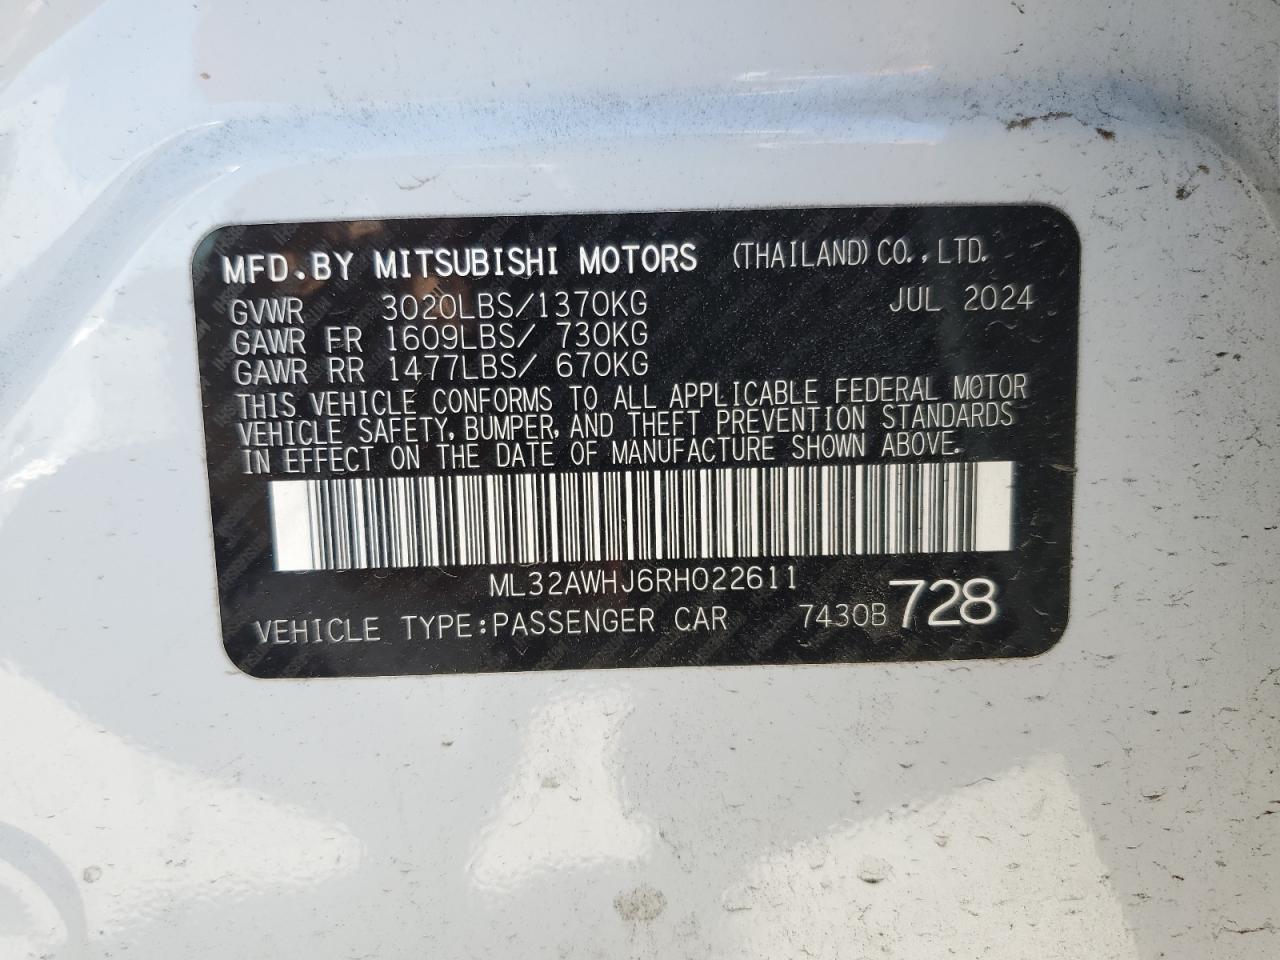 MFD.BY MITSUBISHI MOTORS (THAILAND) CO., LTD.
GVWR 3020LBS/1370KG JUL 2024
GAWR FR 1609LBS/ 730KG
GAWR RR 1477LBS/ 670KG
THIS VEHICLE CONFORMS TO ALL APPLICABLE FEDERAL MOTOR
VEHICLE SAFETY, BUMPER, AND THEFT PREVENTION STANDARDS
IN EFFECT ON THE DATE OF MANUFACTURE SHOWN ABOVE.
ML32AWHJ6RH022611
VEHICLE TYPE:PASSENGER CAR 7430B 728